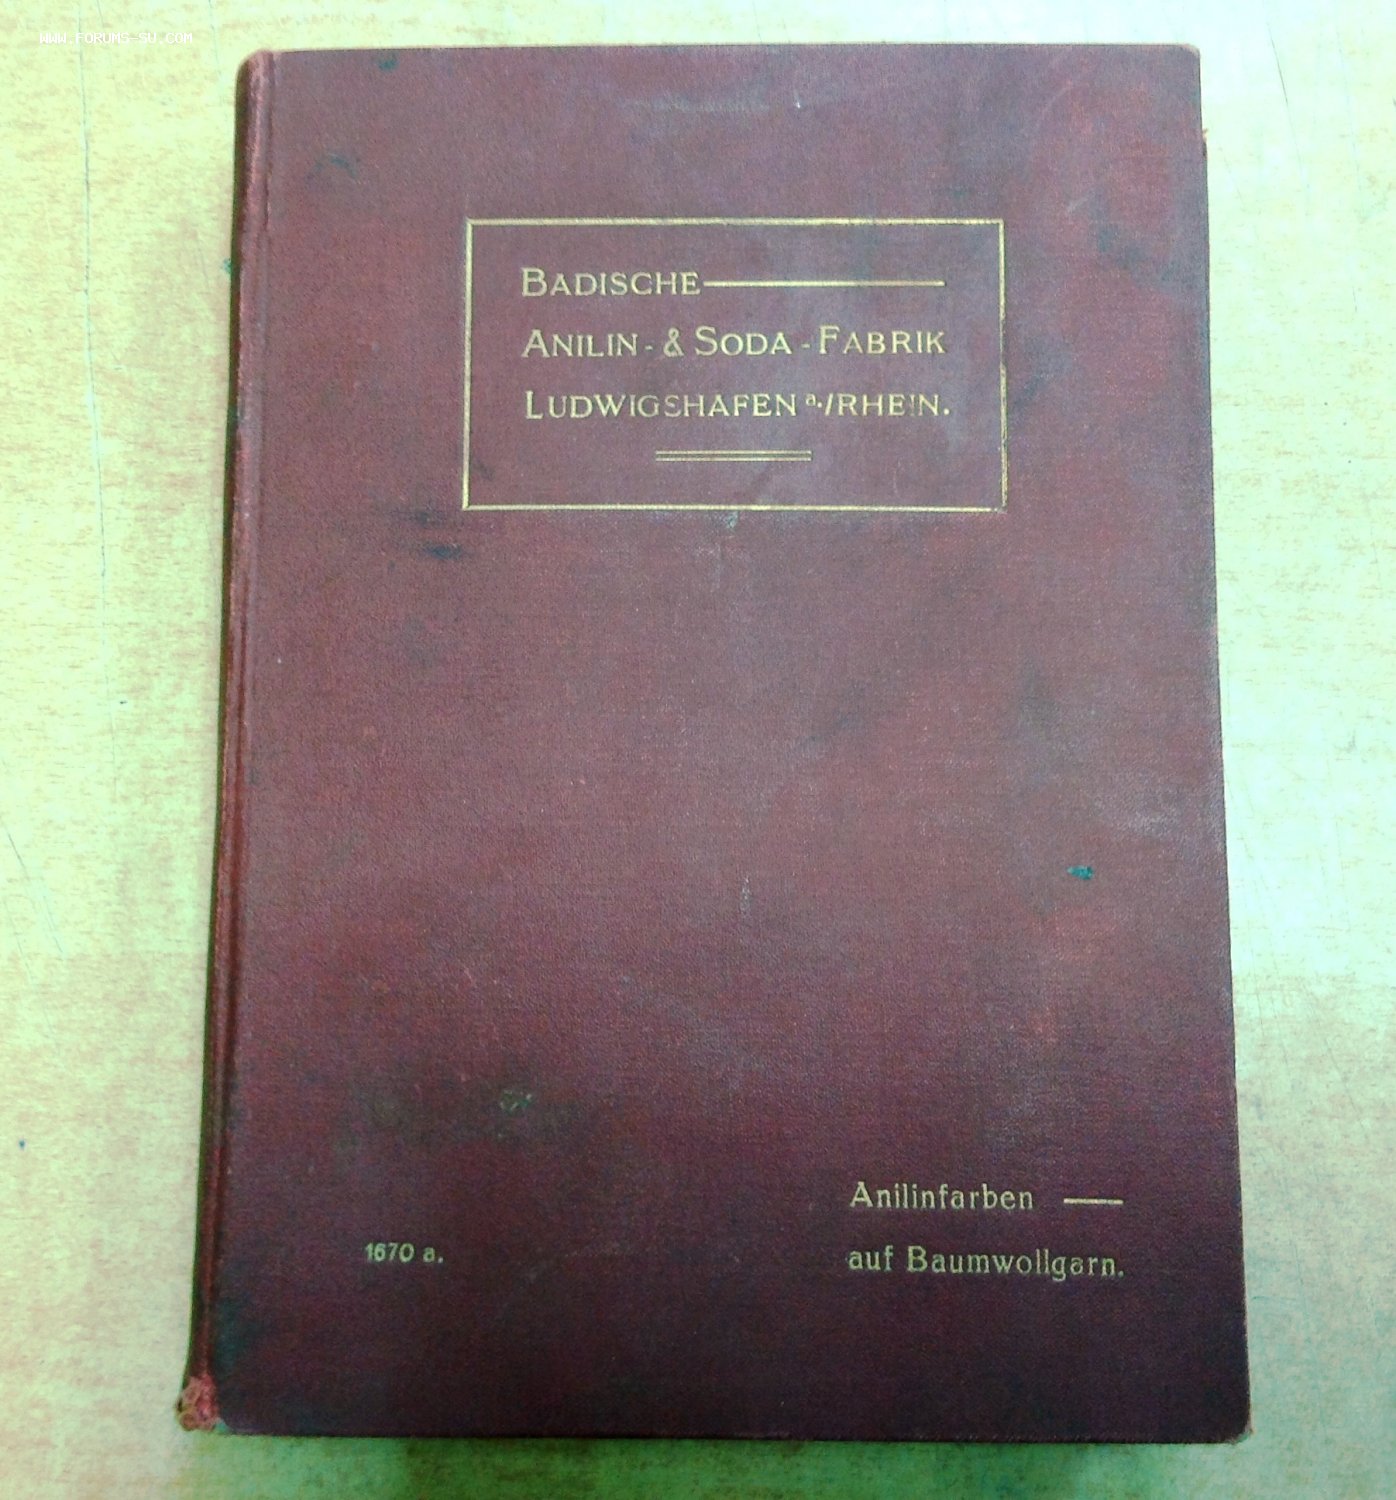 www.forums-su.com
BADISCHE
ANILIN- & SODA-FABRIK
LUDWIGSHAFEN a./RHEIN.
Anilinfarben
auf Baumwollgarn.
1670 a.